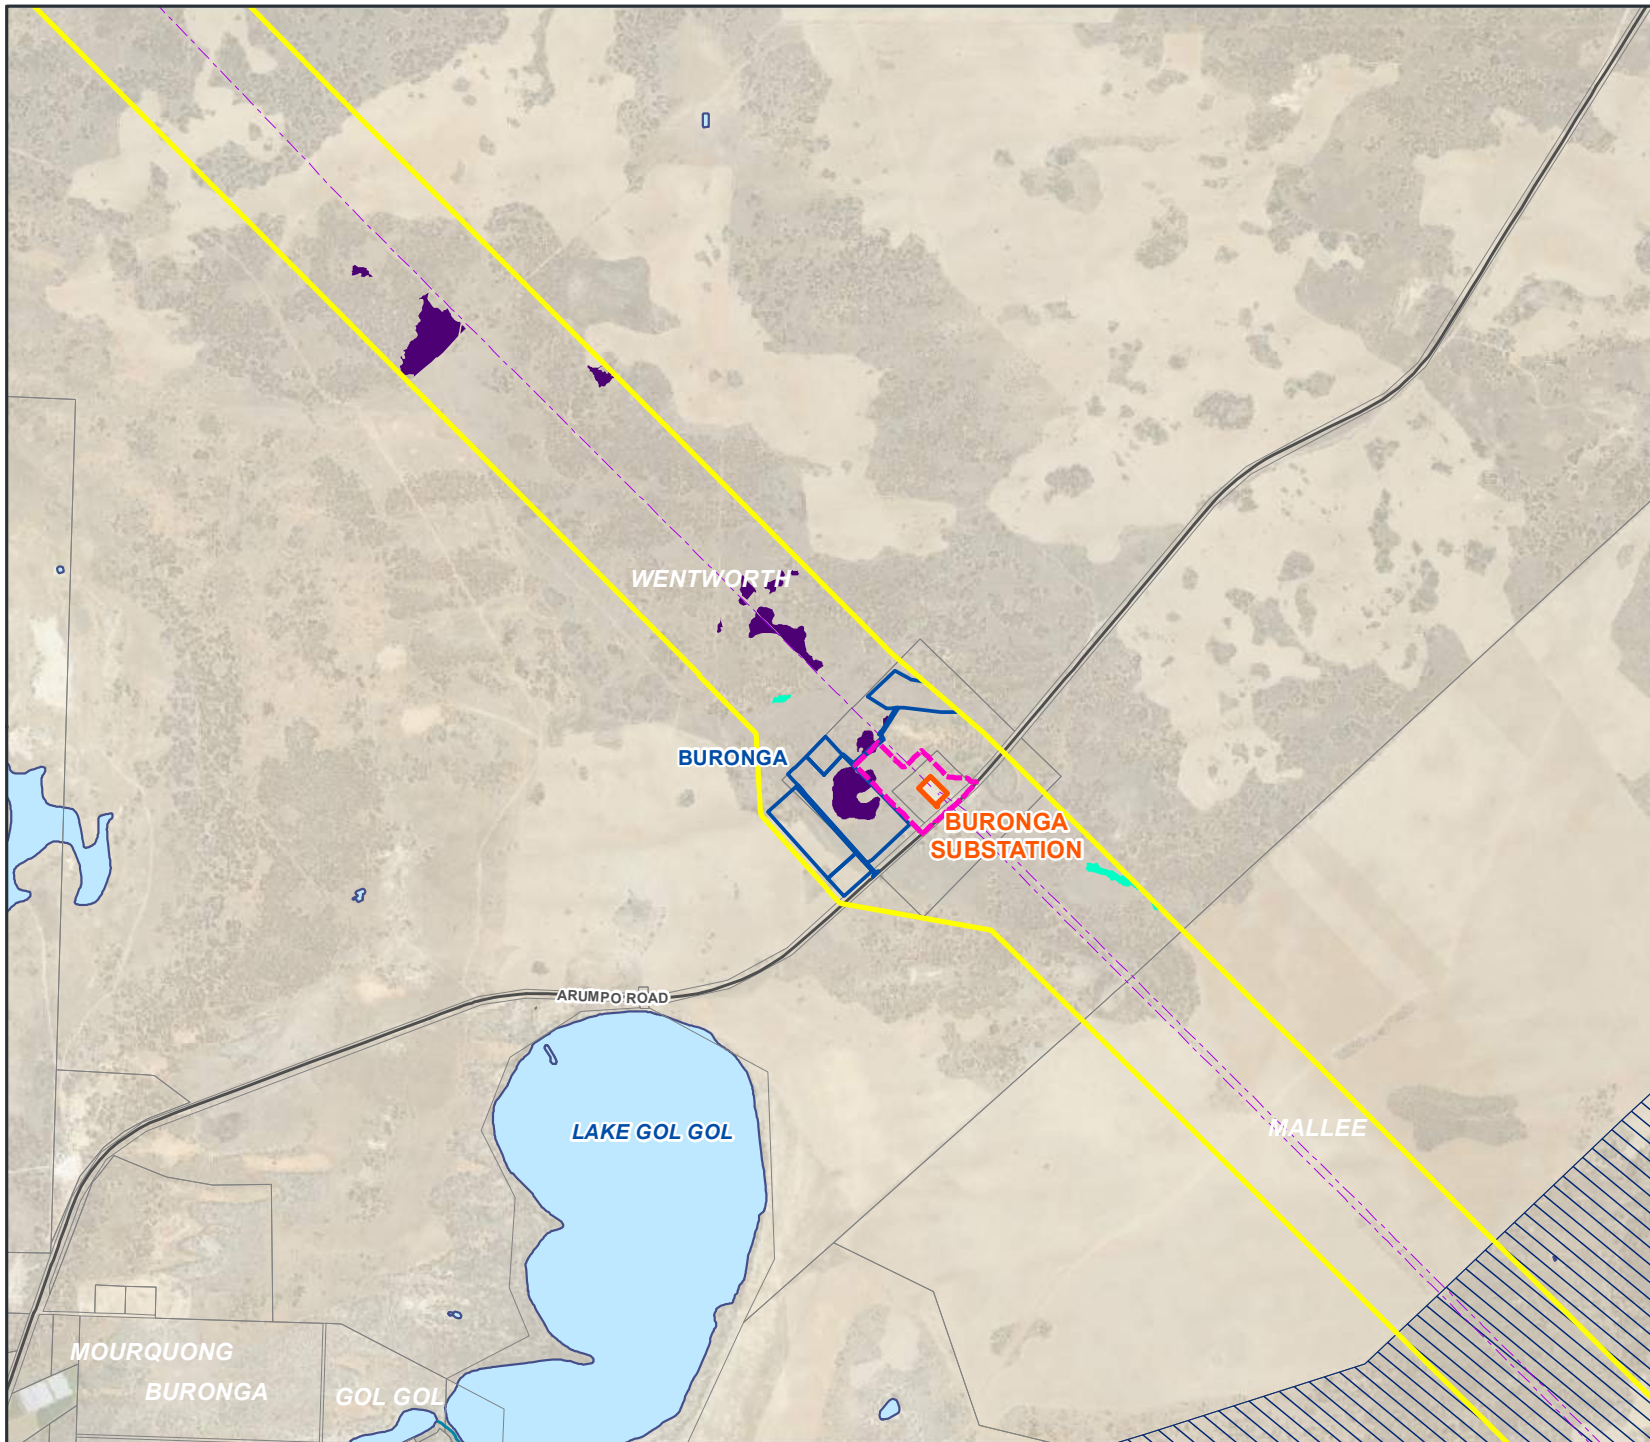 WENTWORTH
BURONGA
BURONGA
SUBSTATION
ARUMPO ROAD
LAKE GOL GOL
MALLEE
MOURQUONG
BURONGA
GOL GOL